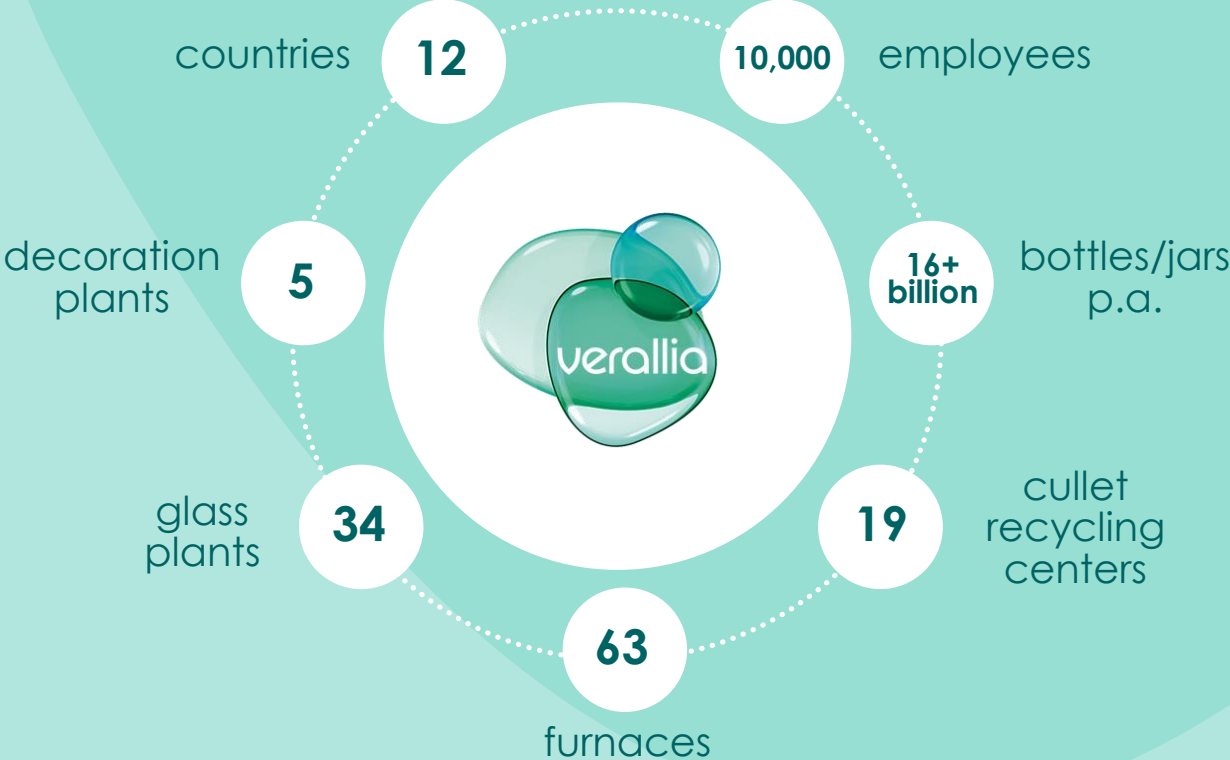 countries
12
10,000
employees
decoration
plants
5
16+
billion
bottles/jars
p.a.
verallia
glass
plants
34
19
cullet
recycling
centers
63
furnaces